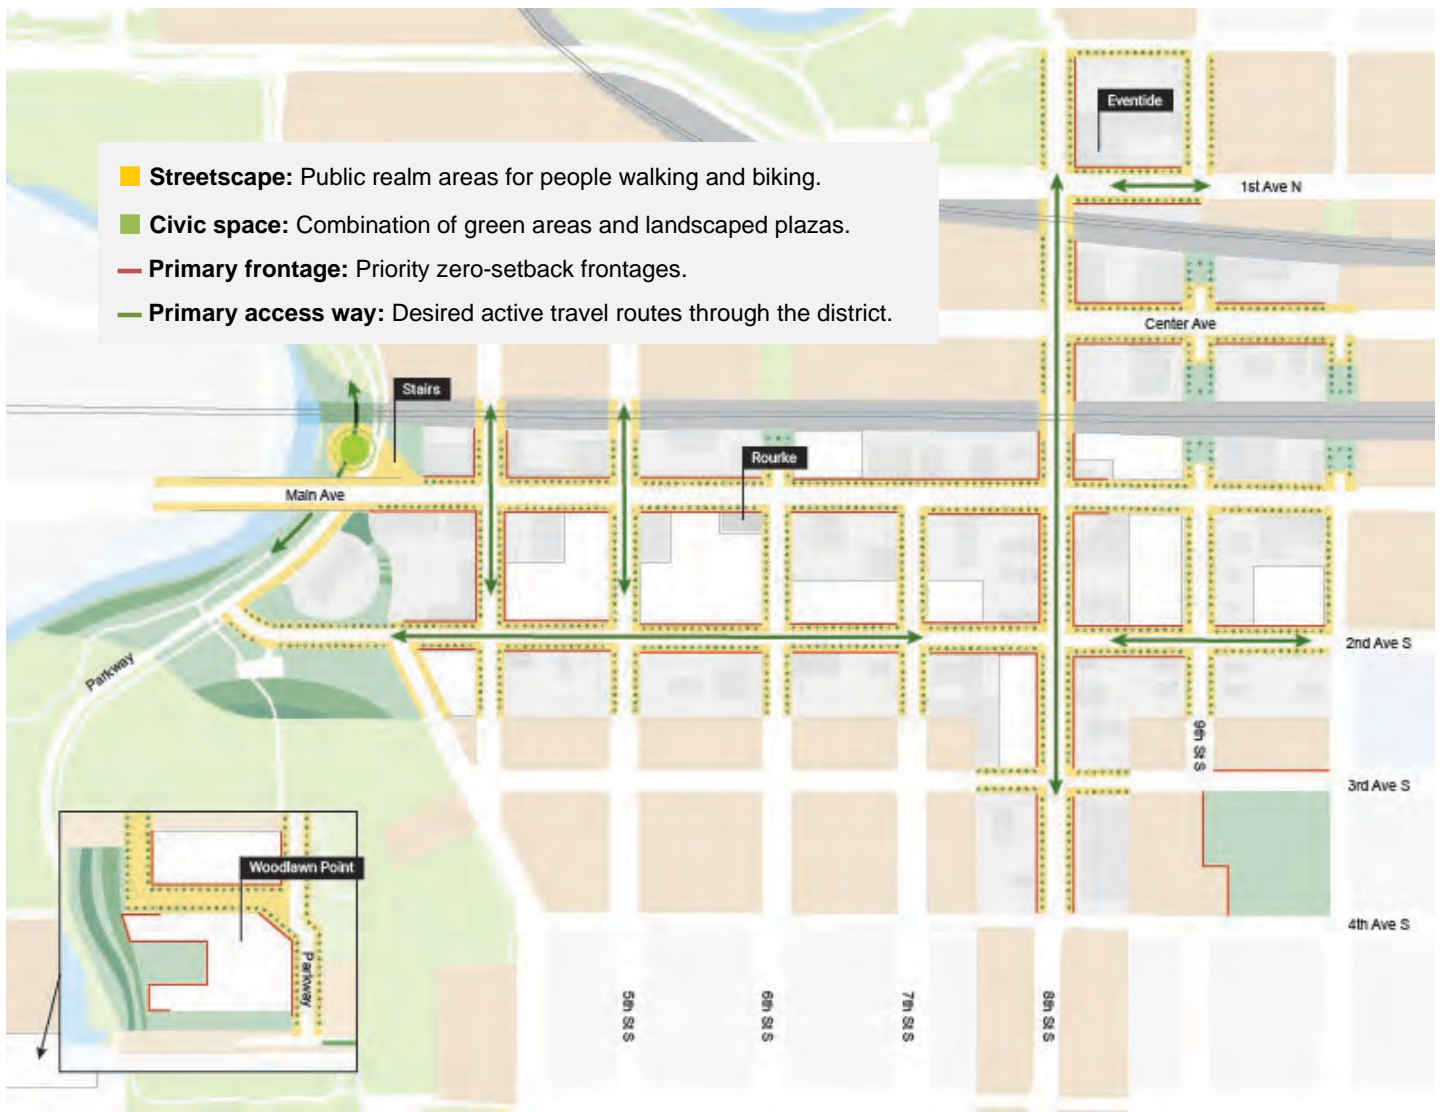 Eventide
1st Ave N
Streetscape: Public realm areas for people walking and biking.
Civic space: Combination of green areas and landscaped plazas.
Primary frontage: Priority zero-setback frontages.
Primary access way: Desired active travel routes through the district.
Center Ave
Stairs
Rourke
Main Ave
2nd Ave S
Parkway
9th St S
3rd Ave S
Woodlawn Point
4th Ave S
Parkway
5th St S
6th St S
7th St S
8th St S